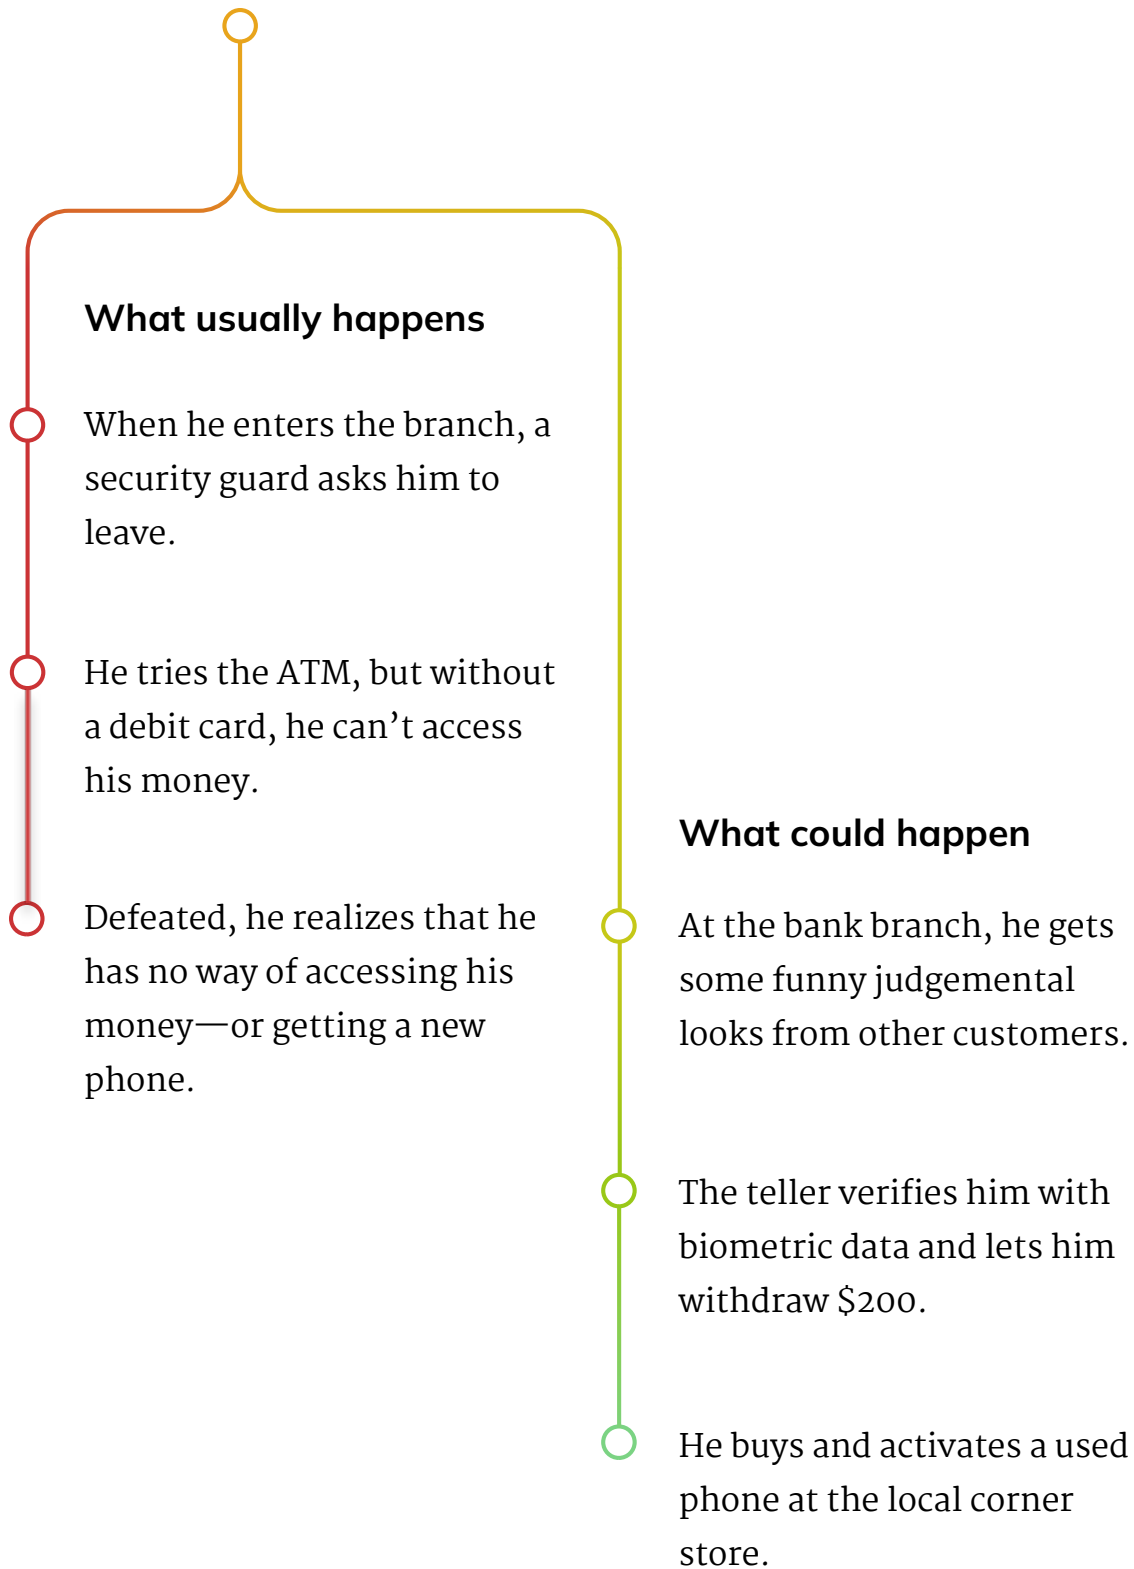 What usually happens
When he enters the branch, a
security guard asks him to
leave.
He tries the ATM, but without
a debit card, he can’t access
his money.
Defeated, he realizes that he
has no way of accessing his
money—or getting a new
phone.
What could happen
At the bank branch, he gets
some funny judgemental
looks from other customers.
The teller verifies him with
biometric data and lets him
withdraw $200.
He buys and activates a used
phone at the local corner
store.